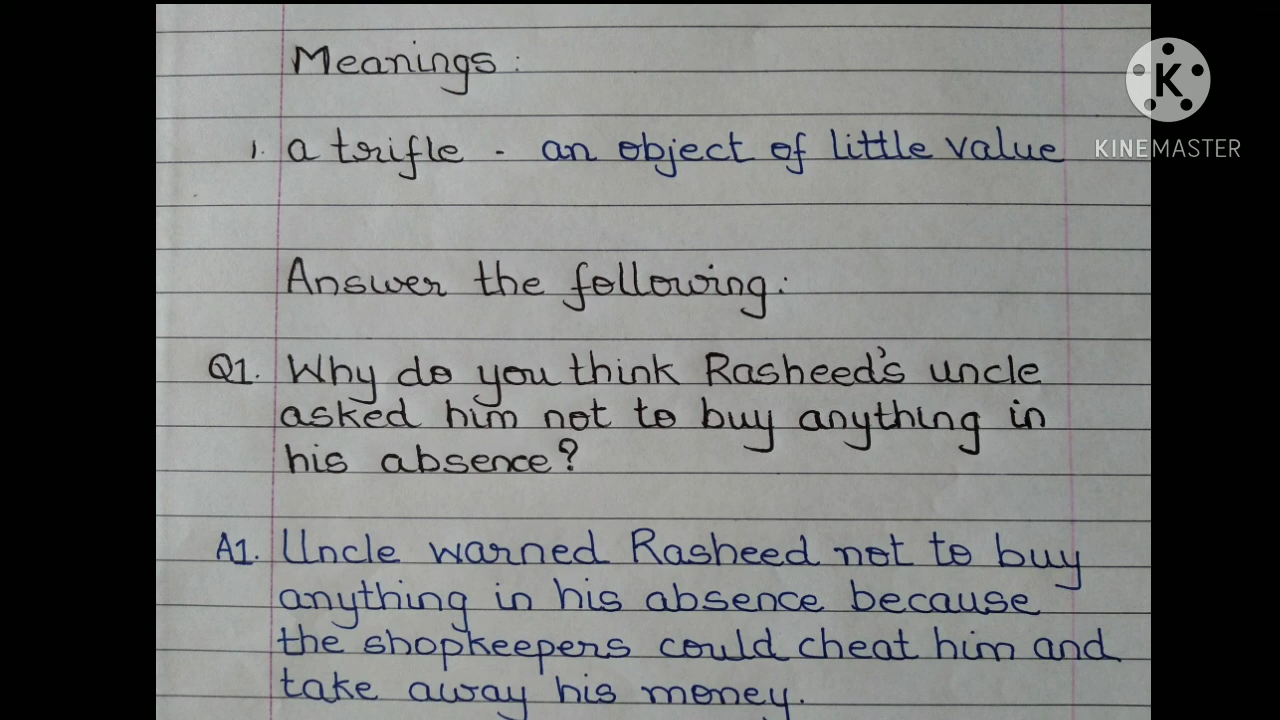 Meanings:
1. a trifle - an object of little value
Answer the following:
Q1. Why do you think Rasheed's uncle
asked him not to buy anything in
his absence?
A1. Uncle warned Rasheed not to buy
anything in his absence because
the shopkeepers could cheat him and
take away his money.
K
KINEMASTER